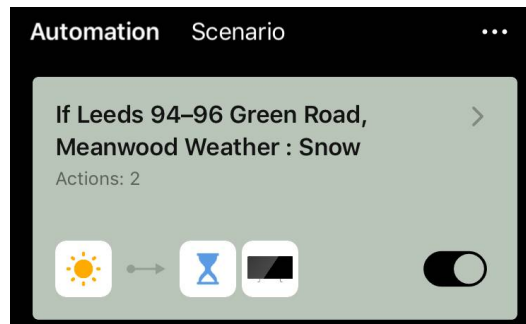 Automation Scenario
If Leeds 94–96 Green Road,
Meanwood Weather : Snow
Actions: 2